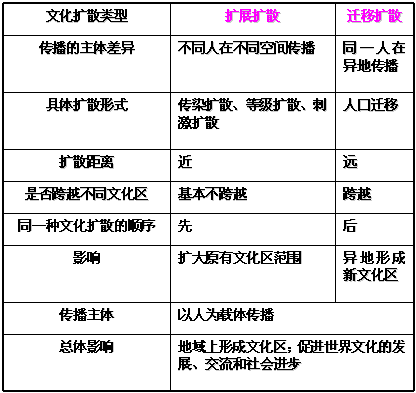 文化扩散类型 扩展扩散 迁移扩散
传播的主体差异 不同人在不同空间传播 同一人在
异地传播
具体扩散形式 传染扩散、等级扩散、刺 人口迁移
激扩散
扩散距离 近 远
是否跨越不同文化区 基本不跨越 跨越
同一种文化扩散的顺序 先 后
影响 扩大原有文化区范围 异地形成
新文化区
传播主体 以人为载体传播
总体影响 地域上形成文化区；促进世界文化的发
展、交流和社会进步